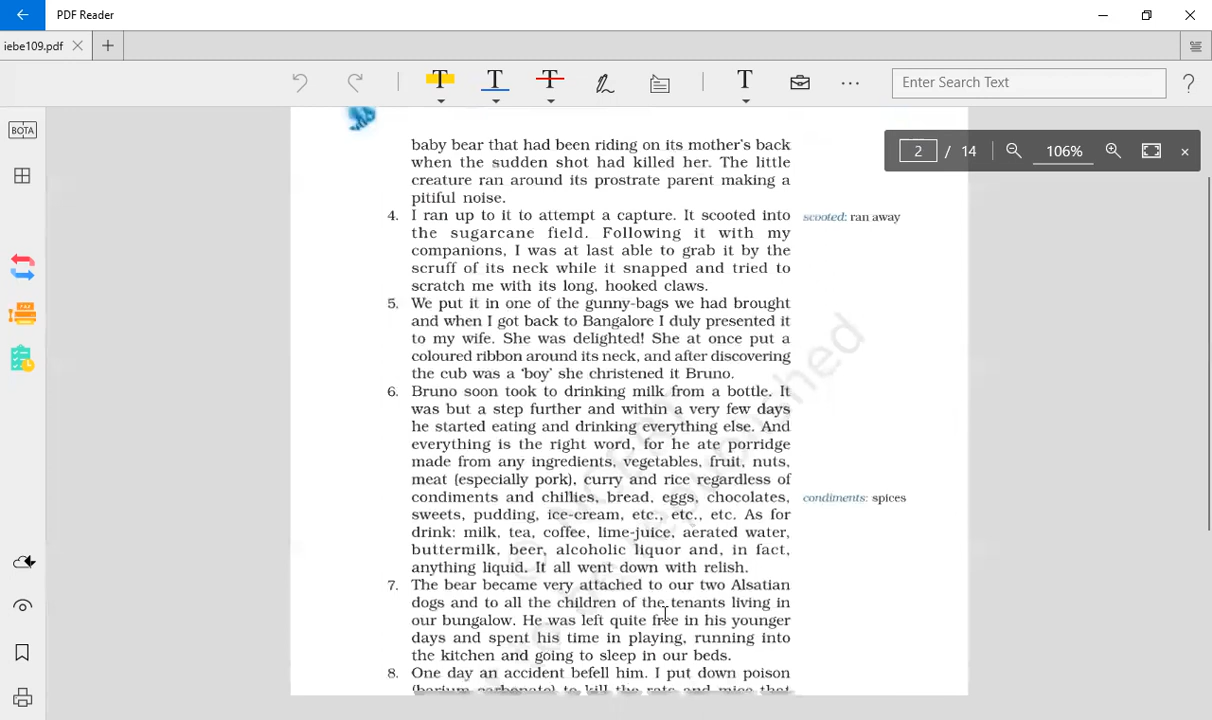 PDF Reader
iebe109.pdf
T T T T
Enter Search Text
?
BOTA
2 / 14 106%
baby bear that had been riding on its mother's back
when the sudden shot had killed her. The little
creature ran around its prostrate parent making a
pitiful noise.
4. I ran up to it to attempt a capture. It scooted into
the sugarcane field. Following it with my
companions, I was at last able to grab it by the
scruff of its neck while it snapped and tried to
scratch me with its long, hooked claws.
scooted: ran away
5. We put it in one of the gunny-bags we had brought
and when I got back to Bangalore I duly presented it
to my wife. She was delighted! She at once put a
coloured ribbon around its neck, and after discovering
the cub was a ‘boy’ she christened it Bruno.
6. Bruno soon took to drinking milk from a bottle. It
was but a step further and within a very few days
he started eating and drinking everything else. And
everything is the right word, for he ate porridge
made from any ingredients, vegetables, fruit, nuts,
meat (especially pork), curry and rice regardless of
condiments and chillies, bread, eggs, chocolates,
sweets, pudding, ice-cream, etc., etc., etc. As for
drink: milk, tea, coffee, lime-juice, aerated water,
buttermilk, beer, alcoholic liquor and, in fact,
anything liquid. It all went down with relish.
condiments: spices
7. The bear became very attached to our two Alsatian
dogs and to all the children of the tenants living in
our bungalow. He was left quite free in his younger
days and spent his time in playing, running into
the kitchen and going to sleep in our beds.
8. One day an accident befell him. I put down poison
(barium carbonate) to kill the rats and mice that